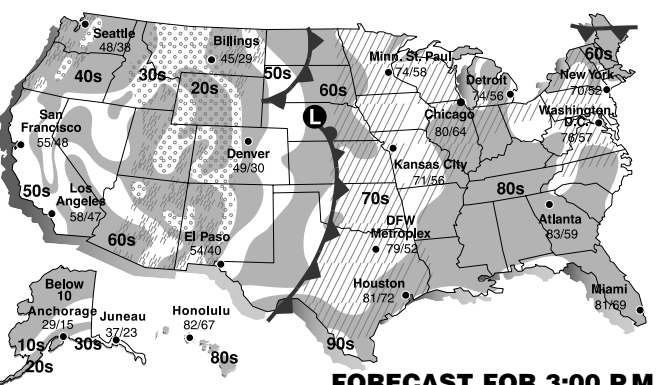 Seattle
48/38
Billings
45/29
Minn. St. Paul
74/58
60s
40s
30s
50s
20s
60s
Detroit
74/56
New York
70/52
L
Chicago
80/64
Washington,
D.C.
76/57
San
Francisco
55/48
Denver
49/30
Kansas City
71/56
50s
Los
Angeles
58/47
70s
80s
60s
El Paso
54/40
DFW
Metroplex
79/52
Atlanta
83/59
Below
10
Anchorage
29/15
Juneau
37/23
Honolulu
82/67
Houston
81/72
Miami
81/69
10s
30s
20s
80s
90s
FORECAST FOR 3:00 P.M